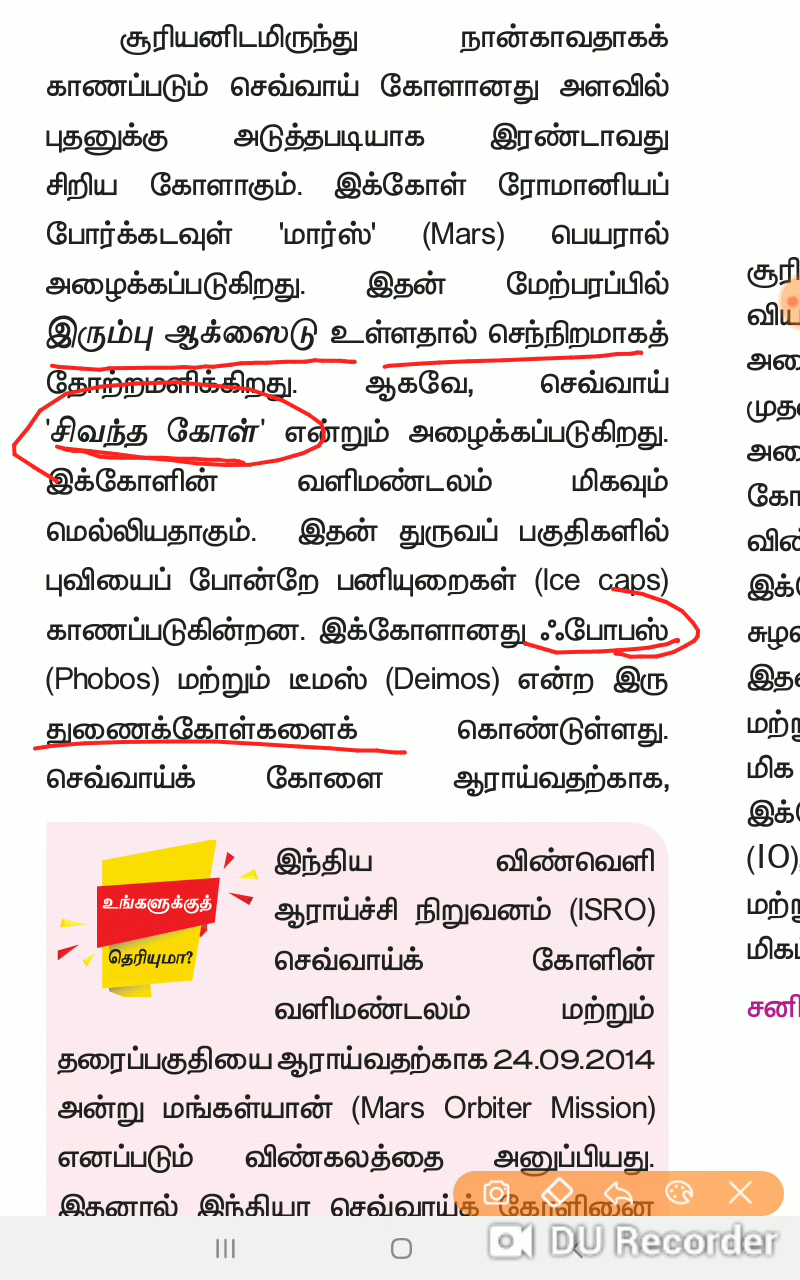 சூரியனிடமிருந்து நான்காவதாகக்
காணப்படும் செவ்வாய் கோளானது அளவில்
புதனுக்கு அடுத்தபடியாக இரண்டாவது
சிறிய கோளாகும். இக்கோள் ரோமானியப்
போர்க்கடவுள் 'மார்ஸ்' (Mars) பெயரால்
அழைக்கப்படுகிறது. இதன் மேற்பரப்பில்
இரும்பு ஆக்ஸைடு உள்ளதால் செந்நிறமாகத்
தோற்றமளிக்கிறது. ஆகவே, செவ்வாய்
'சிவந்த கோள்' என்றும் அழைக்கப்படுகிறது.
இக்கோளின் வளிமண்டலம் மிகவும்
மெல்லியதாகும். இதன் துருவப் பகுதிகளில்
புவியைப் போன்றே பனியுறைகள் (Ice caps)
காணப்படுகின்றன. இக்கோளானது ஃபோபஸ்
(Phobos) மற்றும் டீமஸ் (Deimos) என்ற இரு
துணைக்கோள்களைக் கொண்டுள்ளது.
செவ்வாய்க் கோளை ஆராய்வதற்காக,
உங்களுக்குத்
தெரியுமா?
இந்திய விண்வெளி
ஆராய்ச்சி நிறுவனம் (ISRO)
செவ்வாய்க் கோளின்
வளிமண்டலம் மற்றும்
தரைப்பகுதியை ஆராய்வதற்காக 24.09.2014
அன்று மங்கள்யான் (Mars Orbiter Mission)
எனப்படும் விண்கலத்தை அனுப்பியது.
இதனால் இந்தியா செவ்வாய்க் கோளினை
(IO),
மிக
DU Recorder